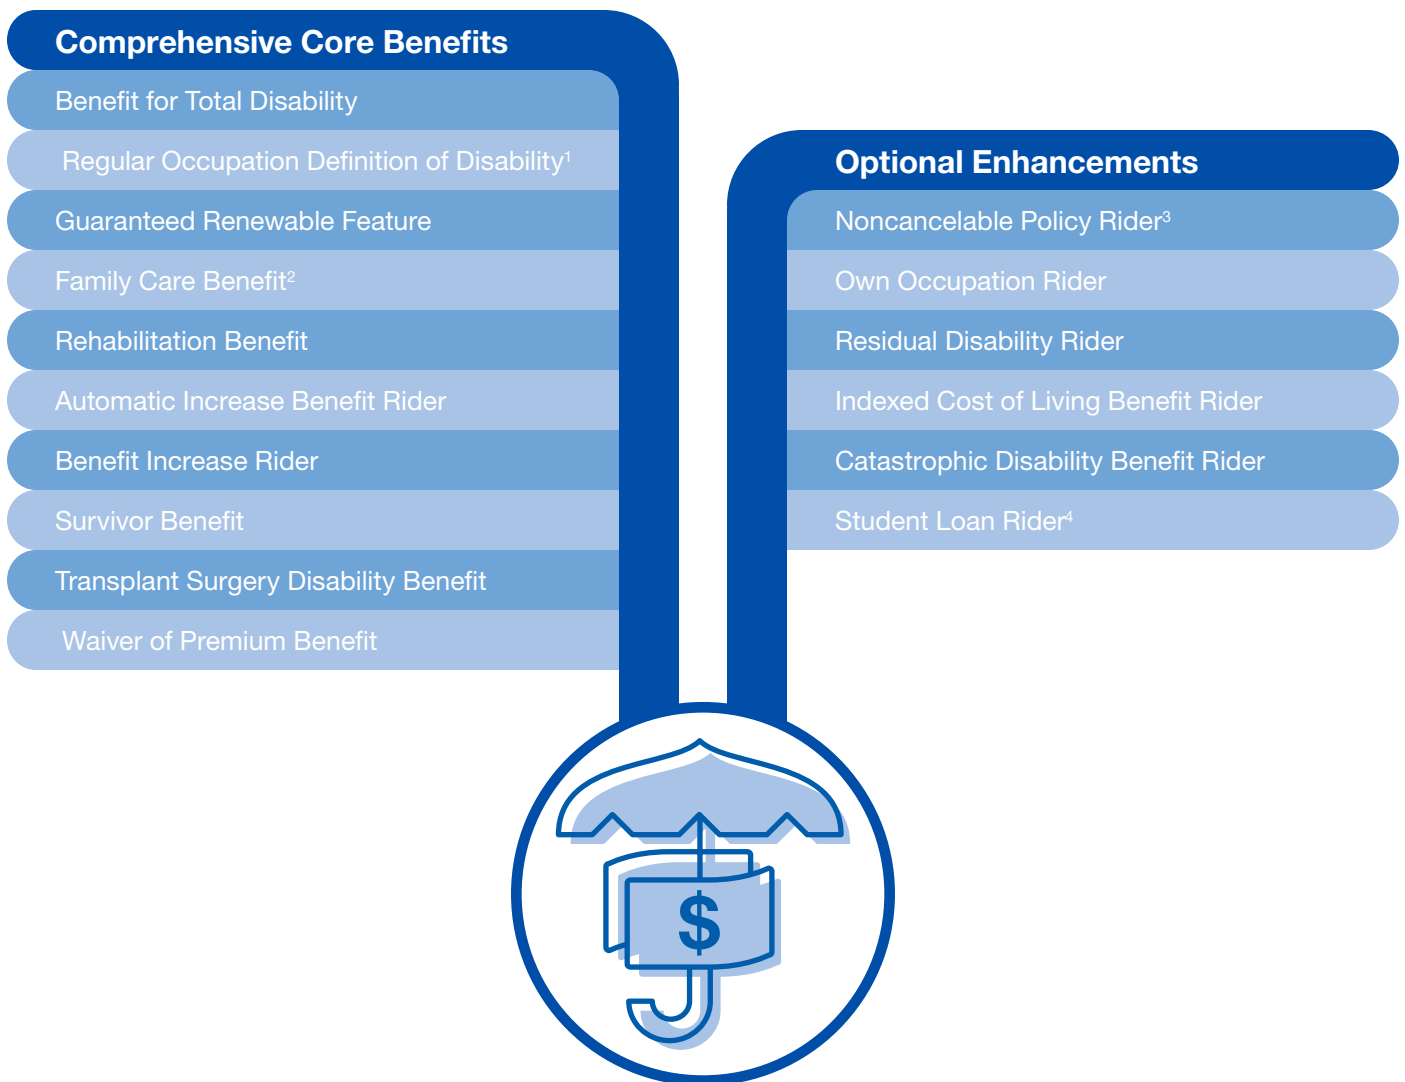 Comprehensive Core Benefits
Benefit for Total Disability
Regular Occupation Definition of Disability¹
Guaranteed Renewable Feature
Family Care Benefit²
Rehabilitation Benefit
Automatic Increase Benefit Rider
Benefit Increase Rider
Survivor Benefit
Transplant Surgery Disability Benefit
Waiver of Premium Benefit
Optional Enhancements
Noncancelable Policy Rider³
Own Occupation Rider
Residual Disability Rider
Indexed Cost of Living Benefit Rider
Catastrophic Disability Benefit Rider
Student Loan Rider⁴
$